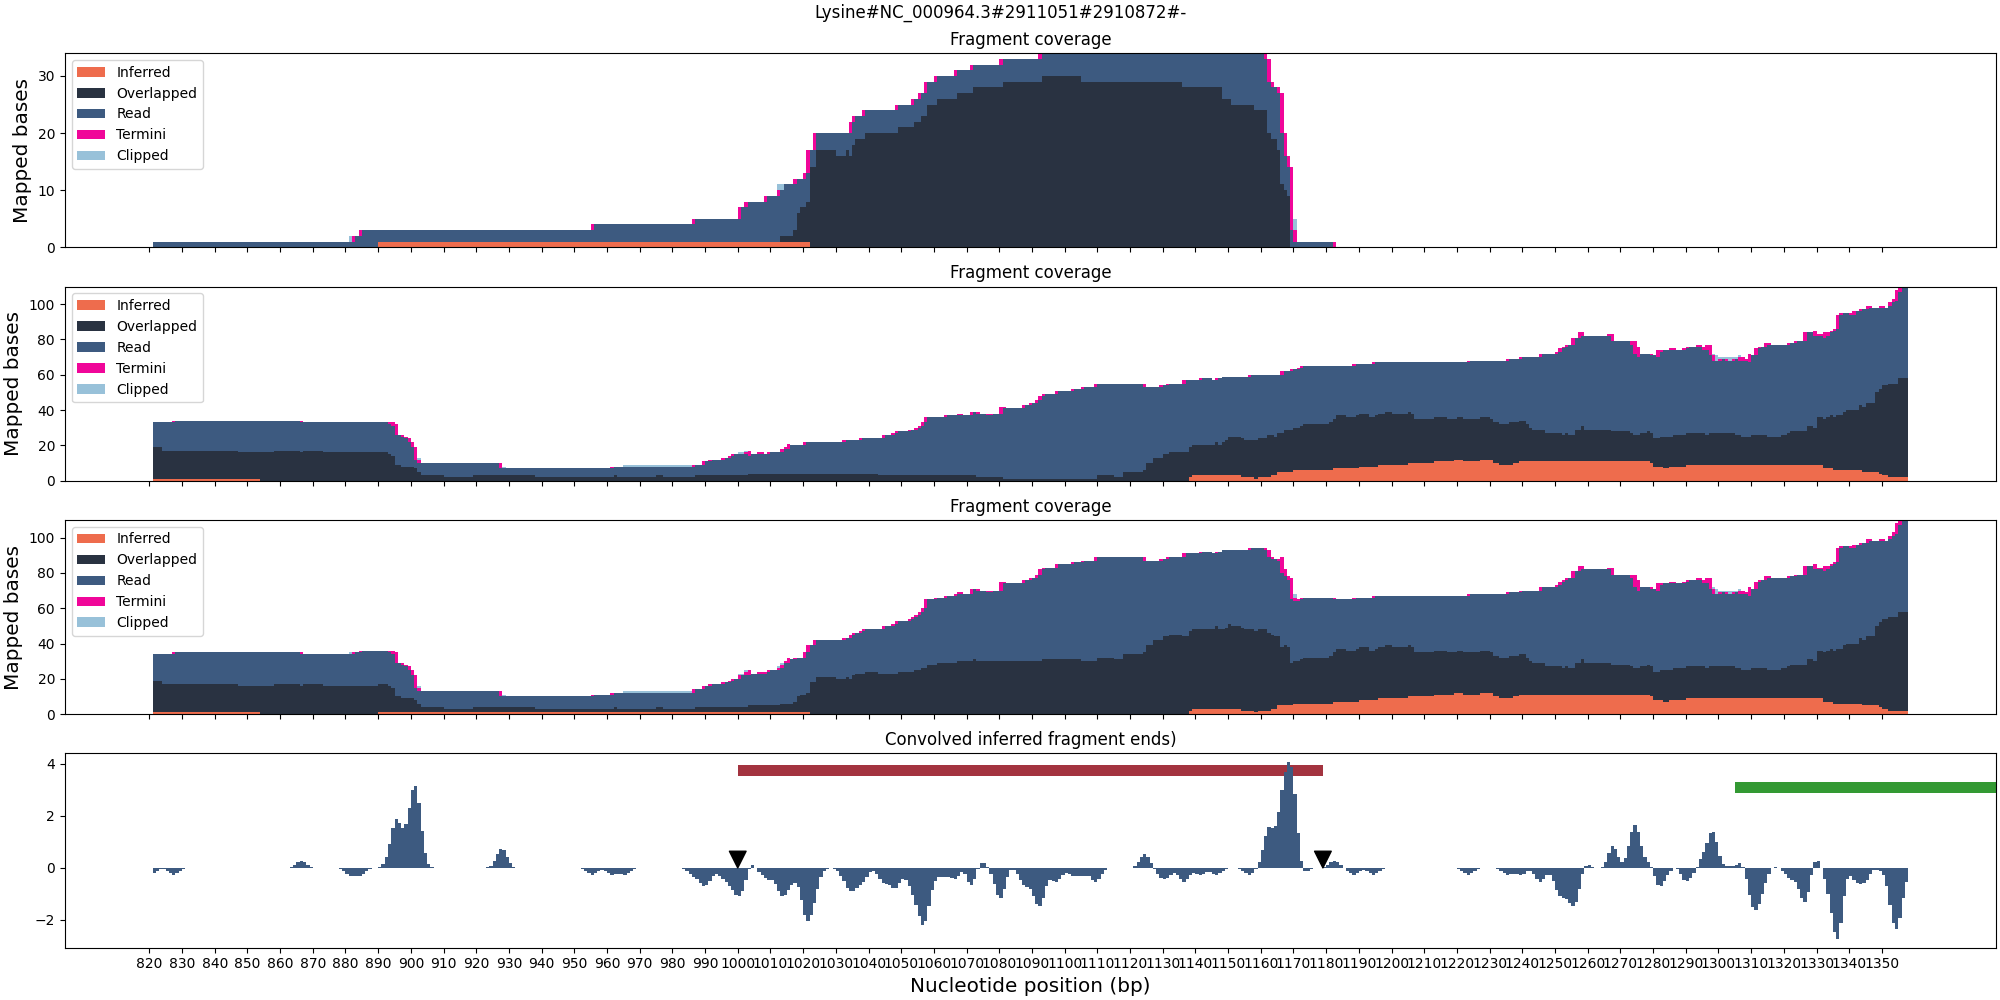 Lysine#NC_000964.3#2911051#2910872#-
Fragment coverage
Mapped bases
30
20
10
0
Inferred
Overlapped
Read
Termini
Clipped
Fragment coverage
Mapped bases
100
80
60
40
20
0
Inferred
Overlapped
Read
Termini
Clipped
Fragment coverage
Mapped bases
100
80
60
40
20
0
Inferred
Overlapped
Read
Termini
Clipped
Convolved inferred fragment ends)
4
2
0
−2
820 830 840 850 860 870 880 890 900 910 920 930 940 950 960 970 980 990 1000 1010 1020 1030 1040 1050 1060 1070 1080 1090 1100 1110 1120 1130 1140 1150 1160 1170 1180 1190 1200 1210 1220 1230 1240 1250 1260 1270 1280 1290 1300 1310 1320 1330 1340 1350
Nucleotide position (bp)